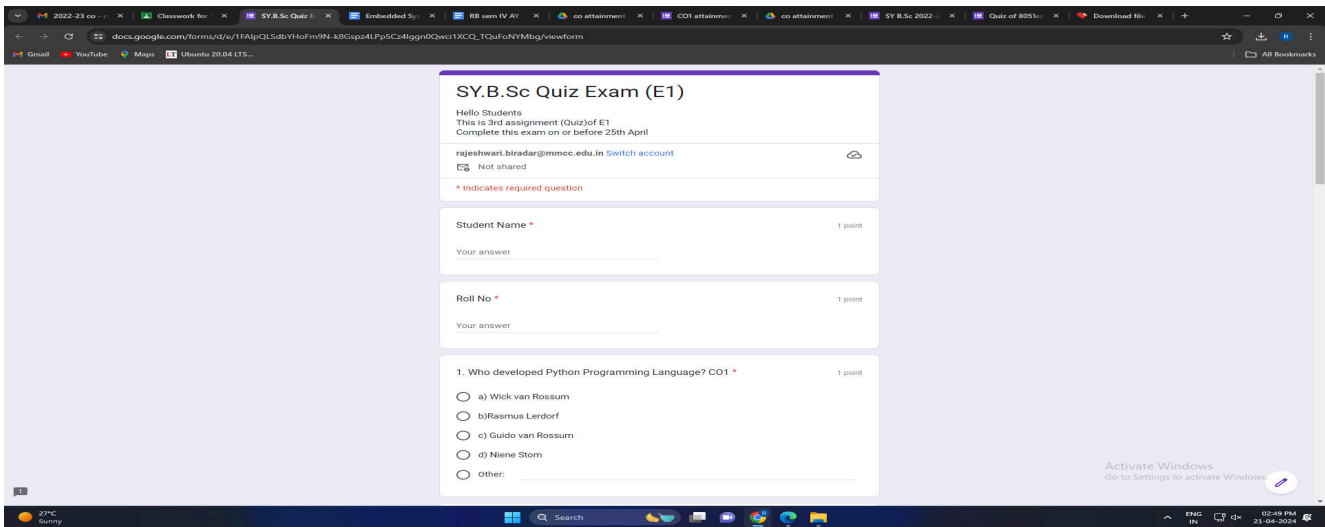 2022-23 co - n
Classwork for
SY.B.Sc Quiz E
Embedded Sy
RB sem IV AY -
co attainment
CO1 attainmen
co attainment
SY B.Sc 2022-2
Quiz of 8051
Download file
docs.google.com/forms/d/e/
Gmail
YouTube
Maps
LT Ubuntu 20.04 LTS...
All Bookmarks
SY.B.Sc Quiz Exam (E1)
Hello Students
This is 3rd assignment (Quiz)of E1
Complete this exam on or before 25th April
rajeshwari.biradar@mmcc.edu.in Switch account
Not shared
* Indicates required question
Student Name *
1 point
Your answer
Roll No *
1 point
Your answer
1. Who developed Python Programming Language? CO1 *
1 point
a) Wick van Rossum
b)Rasmus Lerdorf
c) Guido van Rossum
d) Niene Stom
Other:
Activate Windows
Go to Settings to activate Windows
27°C
Sunny
Search
ENG
IN
02:49 PM
21-04-2024